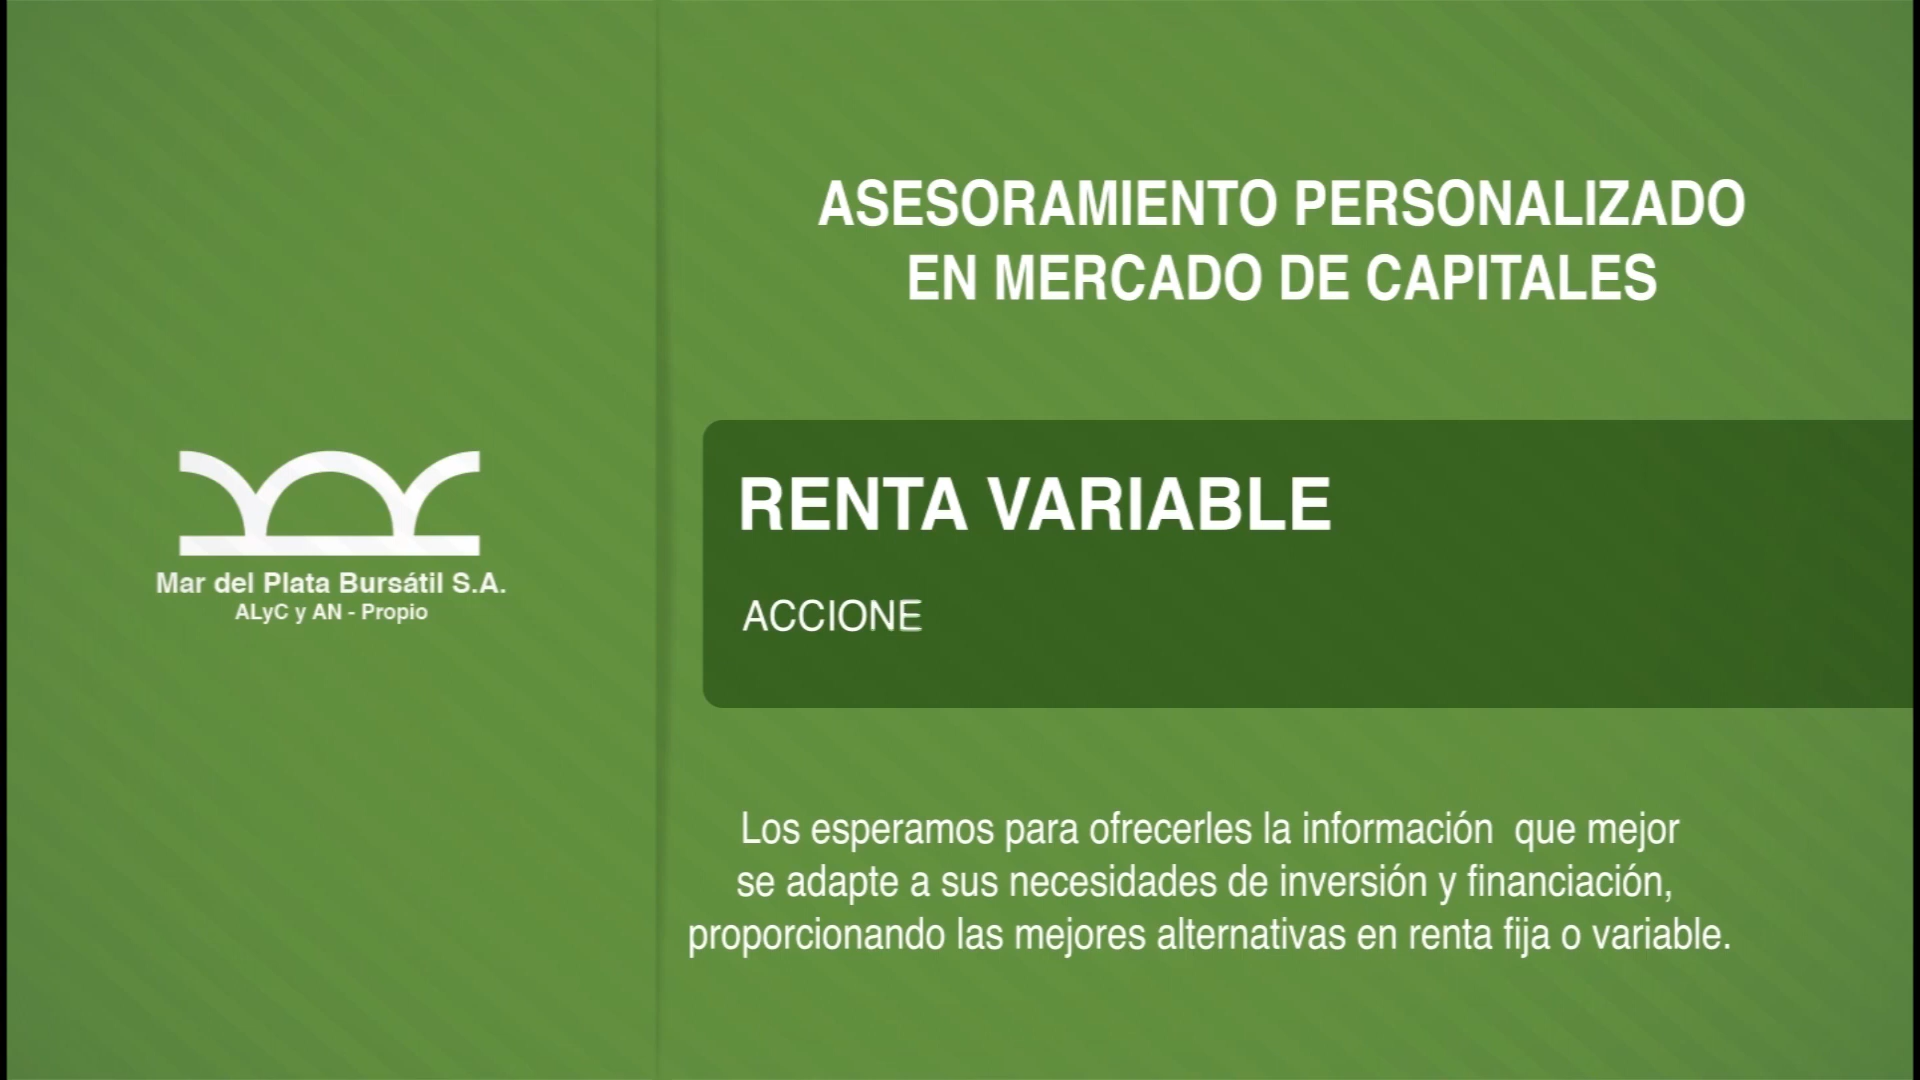 ASESORAMIENTO PERSONALIZADO
EN MERCADO DE CAPITALES
RENTA VARIABLE
ACCIONE
Mar del Plata Bursátil S.A.
ALyC y AN - Propio
Los esperamos para ofrecerles la información que mejor
se adapte a sus necesidades de inversión y financiación,
proporcionando las mejores alternativas en renta fija o variable.